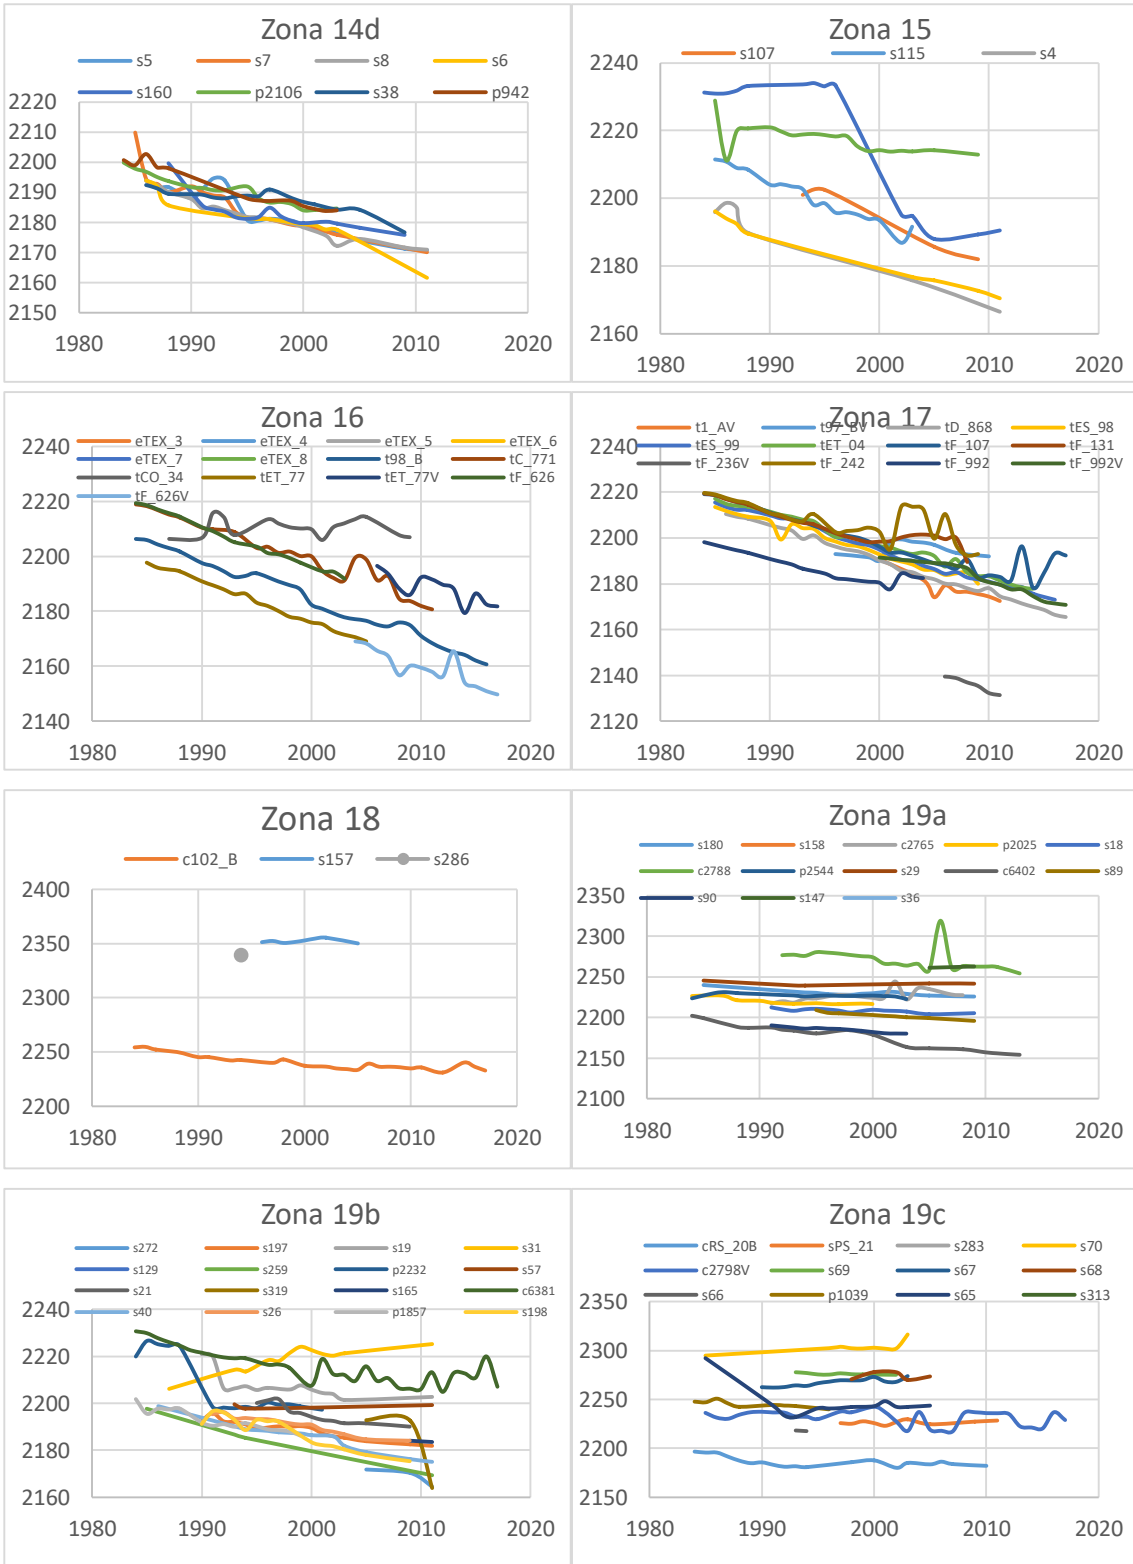 Zona 14d
s5 s7 s8 s6
s160 p2106 s38 p942
2220
2210
2200
2190
2180
2170
2160
2150
1980 1990 2000 2010 2020
Zona 15
s107 s115 s4
2240
2220
2200
2180
2160
1980 1990 2000 2010 2020
Zona 16
eTEX_3 eTEX_4 eTEX_5 eTEX_6
eTEX_7 eTEX_8 t98_B tC_771
tCO_34 tET_77 tET_77V tF_626
tF_626V
2240
2220
2200
2180
2160
2140
1980 1990 2000 2010 2020
Zona 17
t1_AV t97_BV tD_868 tES_98
tES_99 tET_04 tF_107 tF_131
tF_236V tF_242 tF_992 tF_992V
2240
2220
2200
2180
2160
2140
2120
1980 1990 2000 2010 2020
Zona 18
c102_B s157 s286
2400
2350
2300
2250
2200
1980 1990 2000 2010 2020
Zona 19a
s180 s158 c2765 p2025 s18
c2788 p2544 s29 c6402 s89
s90 s147 s36
2350
2300
2250
2200
2150
2100
1980 1990 2000 2010 2020
Zona 19b
s272 s197 s19 s31
s129 s259 p2232 s57
s21 s319 s165 c6381
s40 s26 p1857 s198
2240
2220
2200
2180
2160
1980 1990 2000 2010 2020
Zona 19c
cRS_20B sPS_21 s283 s70
c2798V s69 s67 s68
s66 p1039 s65 s313
2350
2300
2250
2200
2150
1980 1990 2000 2010 2020